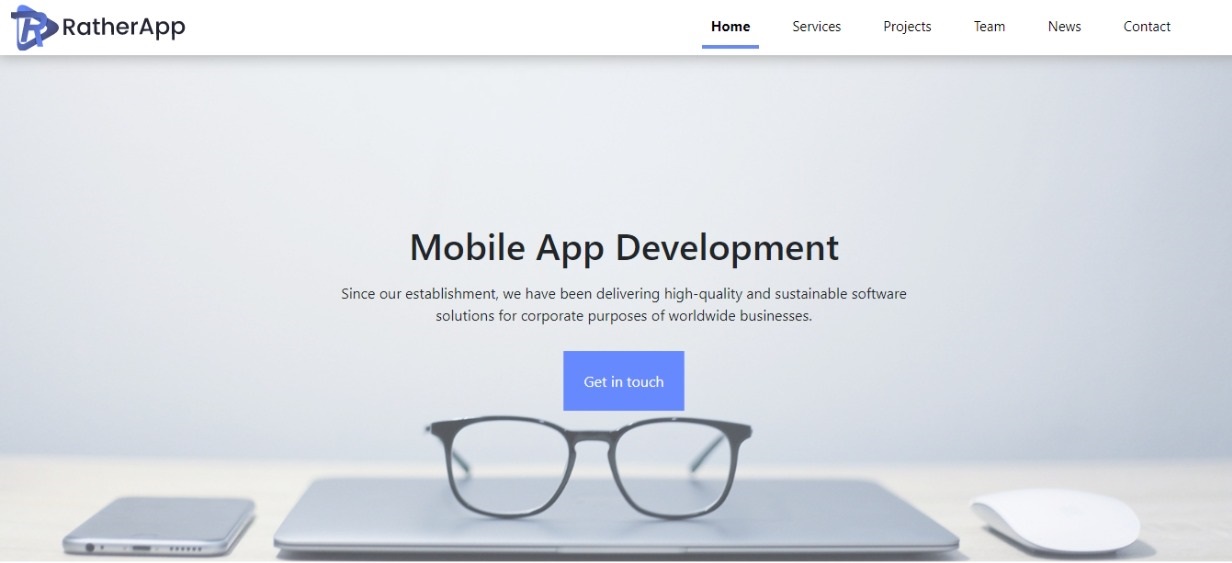 RatherApp
Home Services Projects Team News Contact
Mobile App Development
Since our establishment, we have been delivering high-quality and sustainable software
solutions for corporate purposes of worldwide businesses.
Get in touch